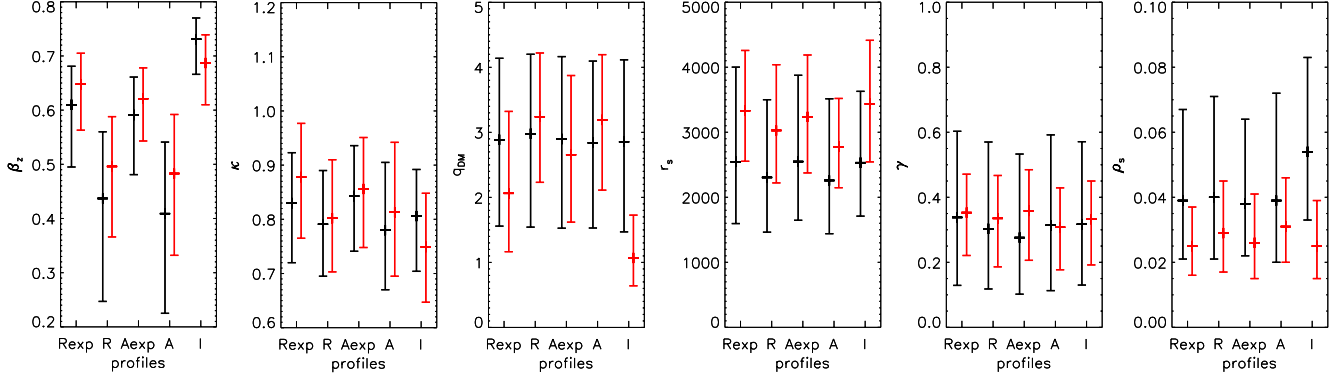 0.8
0.7
0.6
0.5
0.4
0.3
0.2
βz
Rexp R Aexp A I
profiles
1.2
1.1
1.0
0.9
0.8
0.7
0.6
κ
Rexp R Aexp A I
profiles
5
4
3
2
1
0
qDM
Rexp R Aexp A I
profiles
5000
4000
3000
2000
1000
0
rs
Rexp R Aexp A I
profiles
1.0
0.8
0.6
0.4
0.2
0.0
γ
Rexp R Aexp A I
profiles
0.10
0.08
0.06
0.04
0.02
0.00
ρs
Rexp R Aexp A I
profiles